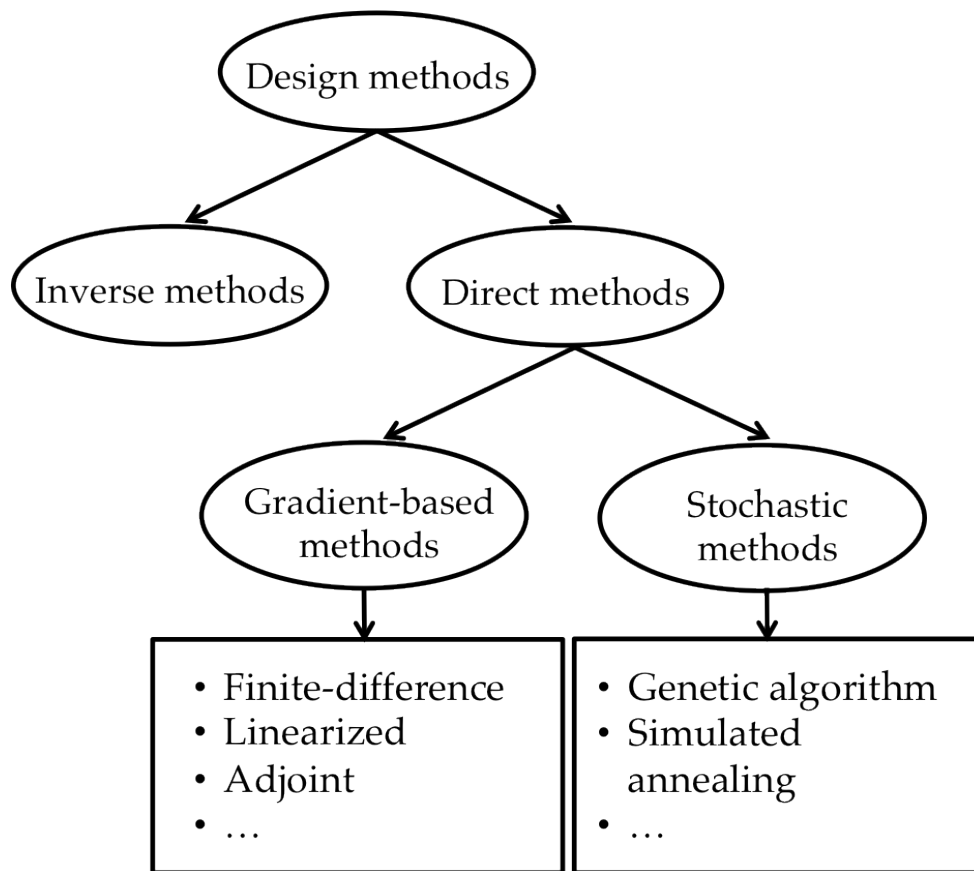 Design methods
Inverse methods
Direct methods
Gradient-based
methods
Stochastic
methods
• Finite-difference
• Linearized
• Adjoint
• …
• Genetic algorithm
• Simulated
annealing
• …